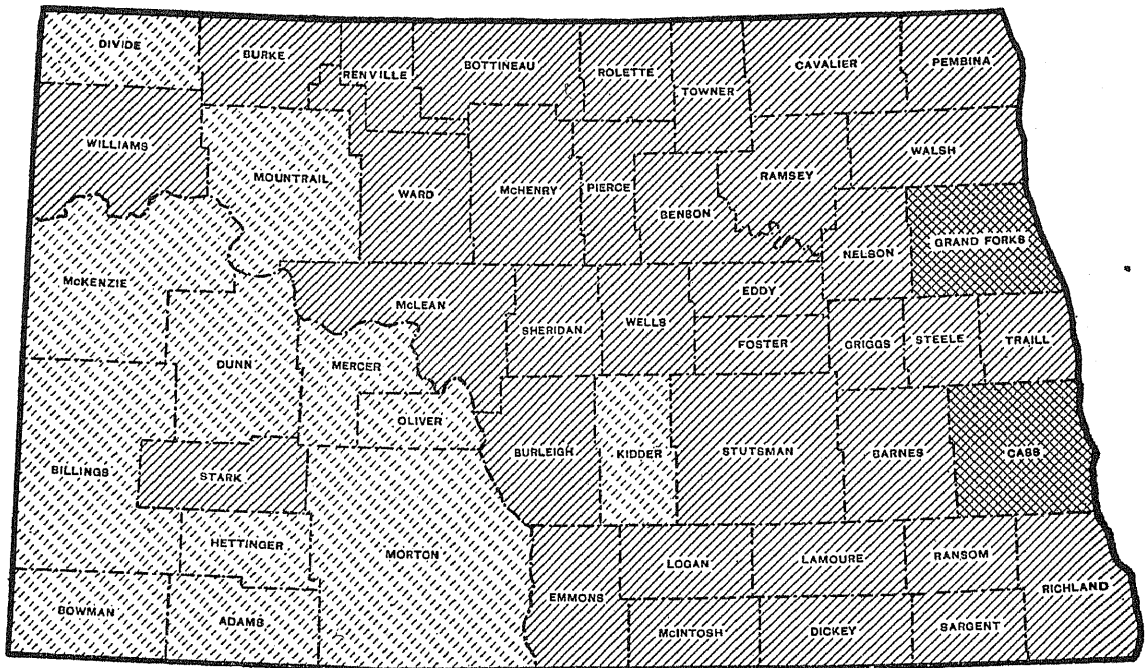 DIVIDE
BURKE
RENVILLE
BOTTINEAU
ROLETTE
TOWNER
CAVALIER
PEMBINA
WILLIAMS
MOUNTRAIL
WARD
McHENRY
PIERCE
BENSON
RAMSEY
WALSH
NELSON
GRAND FORKS
McKENZIE
DUNN
McLEAN
MERCER
OLIVER
SHERIDAN
WELLS
EDDY
FOSTER
GRIGGS
STEELE
TRAILL
BILLINGS
STARK
BURLEIGH
KIDDER
STUTSMAN
BARNES
CASS
HETTINGER
MORTON
BOWMAN
ADAMS
EMMONS
LOGAN
LAMOURE
RANSOM
RICHLAND
McINTOSH
DICKEY
SARGENT